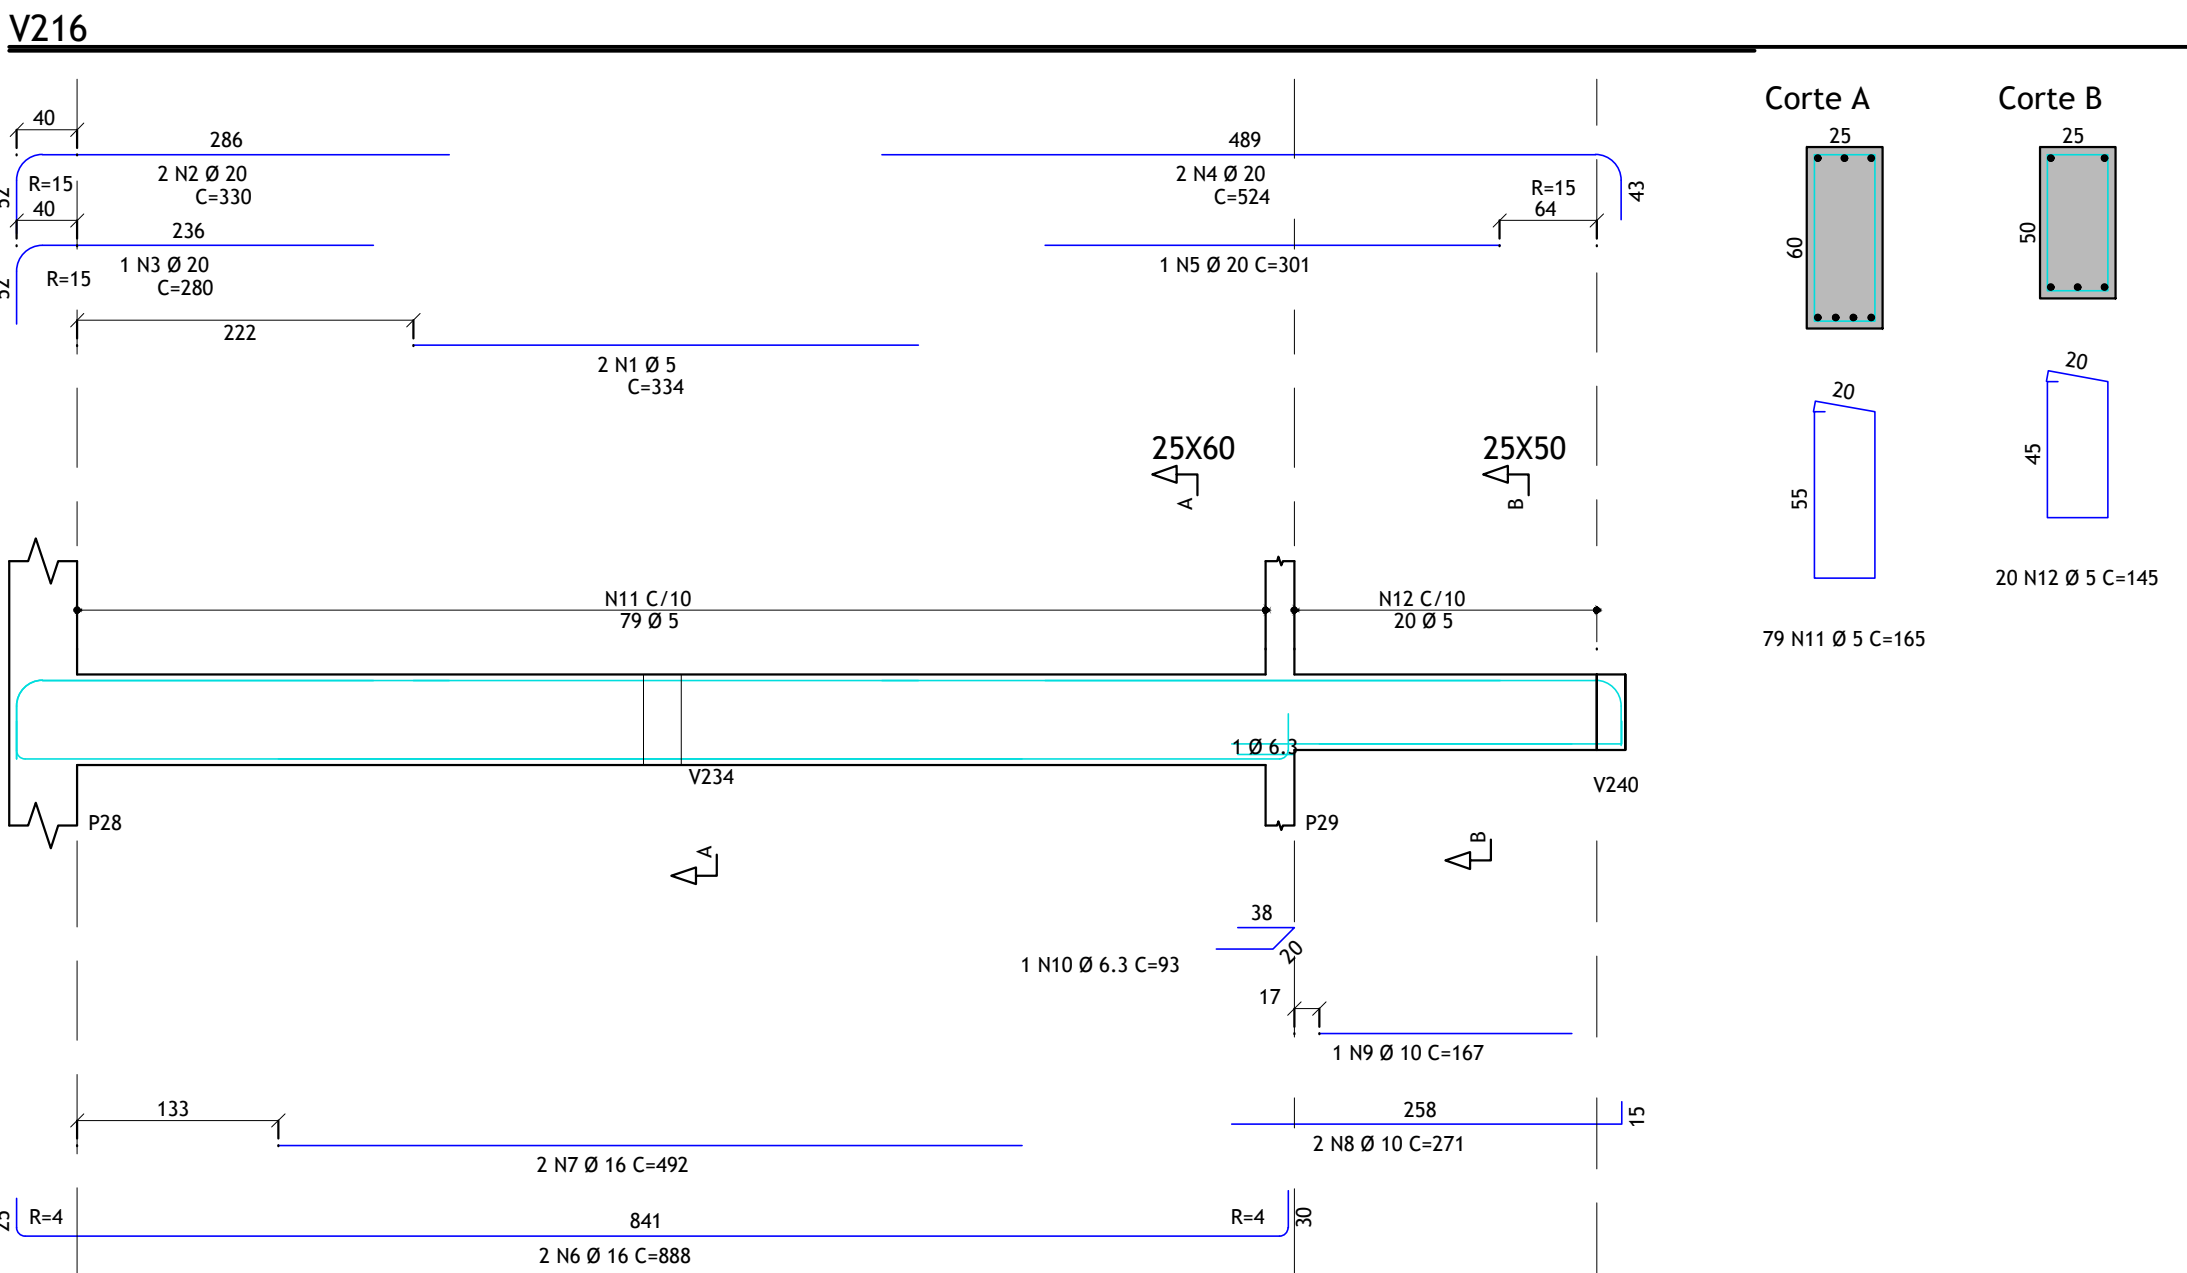 V216
Corte A
Corte B
40
286
489
25
25
2 N2 Ø 20
C=330
2 N4 Ø 20
C=524
R=15
R=15
52
43
40
64
236
1 N3 Ø 20
C=280
R=15
52
1 N5 Ø 20 C=301
60
50
222
2 N1 Ø 5
C=334
20
20
25X60
25X50
A
B
55
45
N11 C/10
79 Ø 5
N12 C/10
20 Ø 5
20 N12 Ø 5 C=145
79 N11 Ø 5 C=165
1 Ø 6.3
V234
V240
P28
P29
A
B
38
20
1 N10 Ø 6.3 C=93
17
1 N9 Ø 10 C=167
133
258
15
2 N7 Ø 16 C=492
2 N8 Ø 10 C=271
25
R=4
841
R=4
30
2 N6 Ø 16 C=888